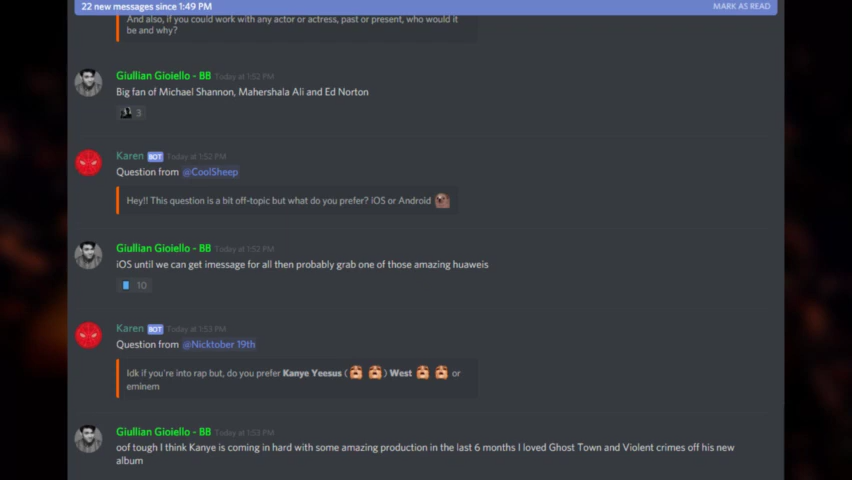 22 new messages since 1:49 PM MARK AS READ
And also, if you could work with any actor or actress, past or present, who would it
be and why?
Giullian Gioiello - BB Today at 1:52 PM
Big fan of Michael Shannon, Mahershala Ali and Ed Norton
3
Karen BOT Today at 1:52 PM
Question from @CoolSheep
Hey!! This question is a bit off-topic but what do you prefer? iOS or Android
Giullian Gioiello - BB Today at 1:52 PM
iOS until we can get imessage for all then probably grab one of those amazing huaweis
10
Karen BOT Today at 1:53 PM
Question from @Nicktober 19th
Idk if you're into rap but, do you prefer Kanye Yeesus ( ) West or
eminem
Giullian Gioiello - BB Today at 1:53 PM
oof tough I think Kanye is coming in hard with some amazing production in the last 6 months I loved Ghost Town and Violent crimes off his new
album